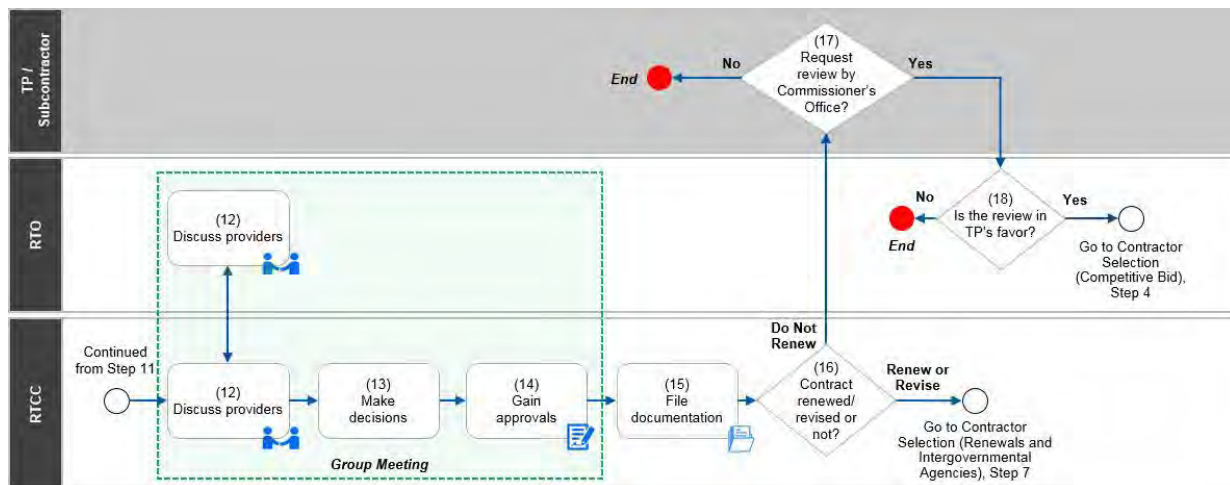 TP /
Subcontractor
(17)
Request
review by
Commissioner's
Office?
No
Yes
End
RTO
(12)
Discuss providers
(18)
Is the review in
TP's favor?
No
Yes
End
Go to Contractor
Selection
(Competitive Bid),
Step 4
RTCC
Continued
from Step 11
(12)
Discuss providers
(13)
Make
decisions
(14)
Gain
approvals
Group Meeting
(15)
File
documentation
Do Not
Renew
(16)
Contract
renewed/
revised or
not?
Renew or
Revise
Go to Contractor
Selection (Renewals and
Intergovernmental
Agencies), Step 7